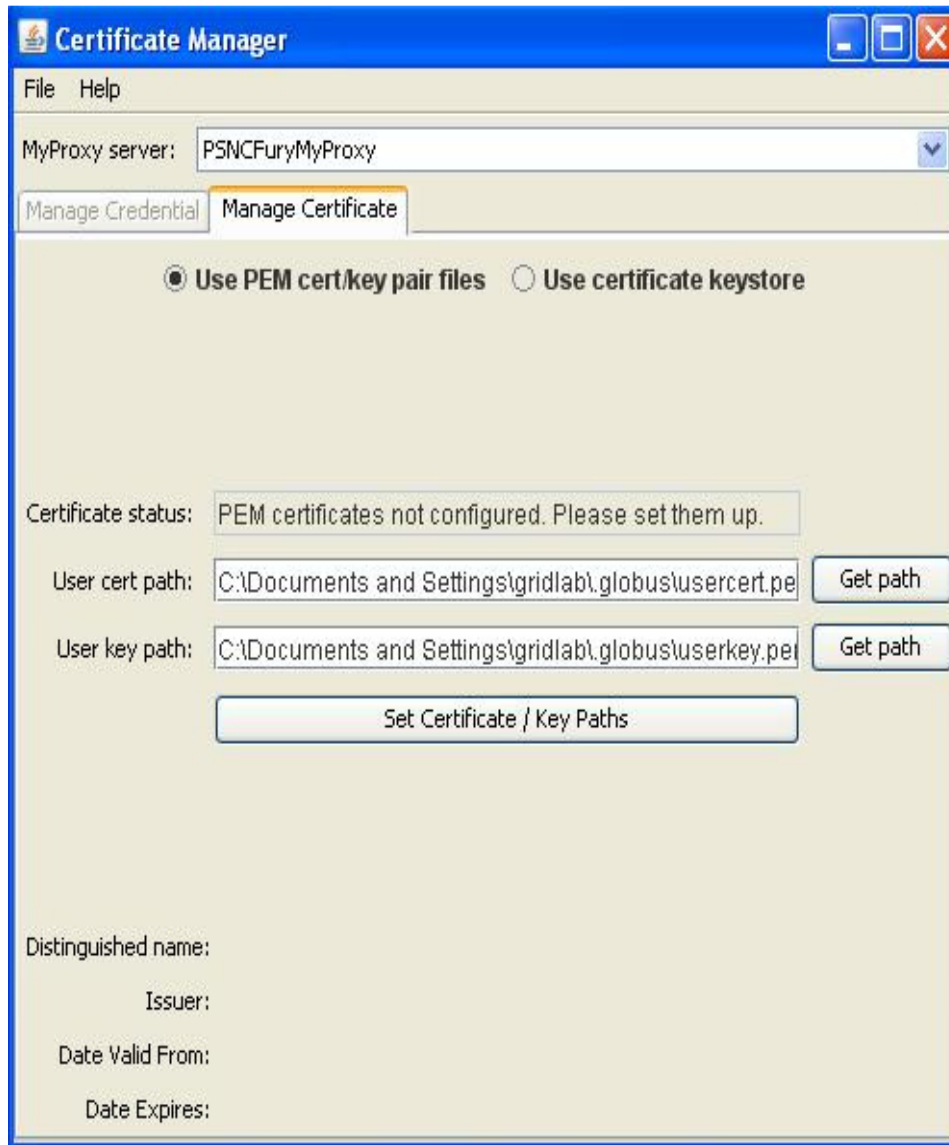 Certificate Manager
File Help
MyProxy server: PSNCFuryMyProxy
Manage Credential Manage Certificate
Use PEM cert/key pair files Use certificate keystore
Certificate status: PEM certificates not configured. Please set them up.
User cert path: C:\Documents and Settings\gridlab\.globus\usercert.pe Get path
User key path: C:\Documents and Settings\gridlab\.globus\userkey.per Get path
Set Certificate / Key Paths
Distinguished name:
Issuer:
Date Valid From:
Date Expires: